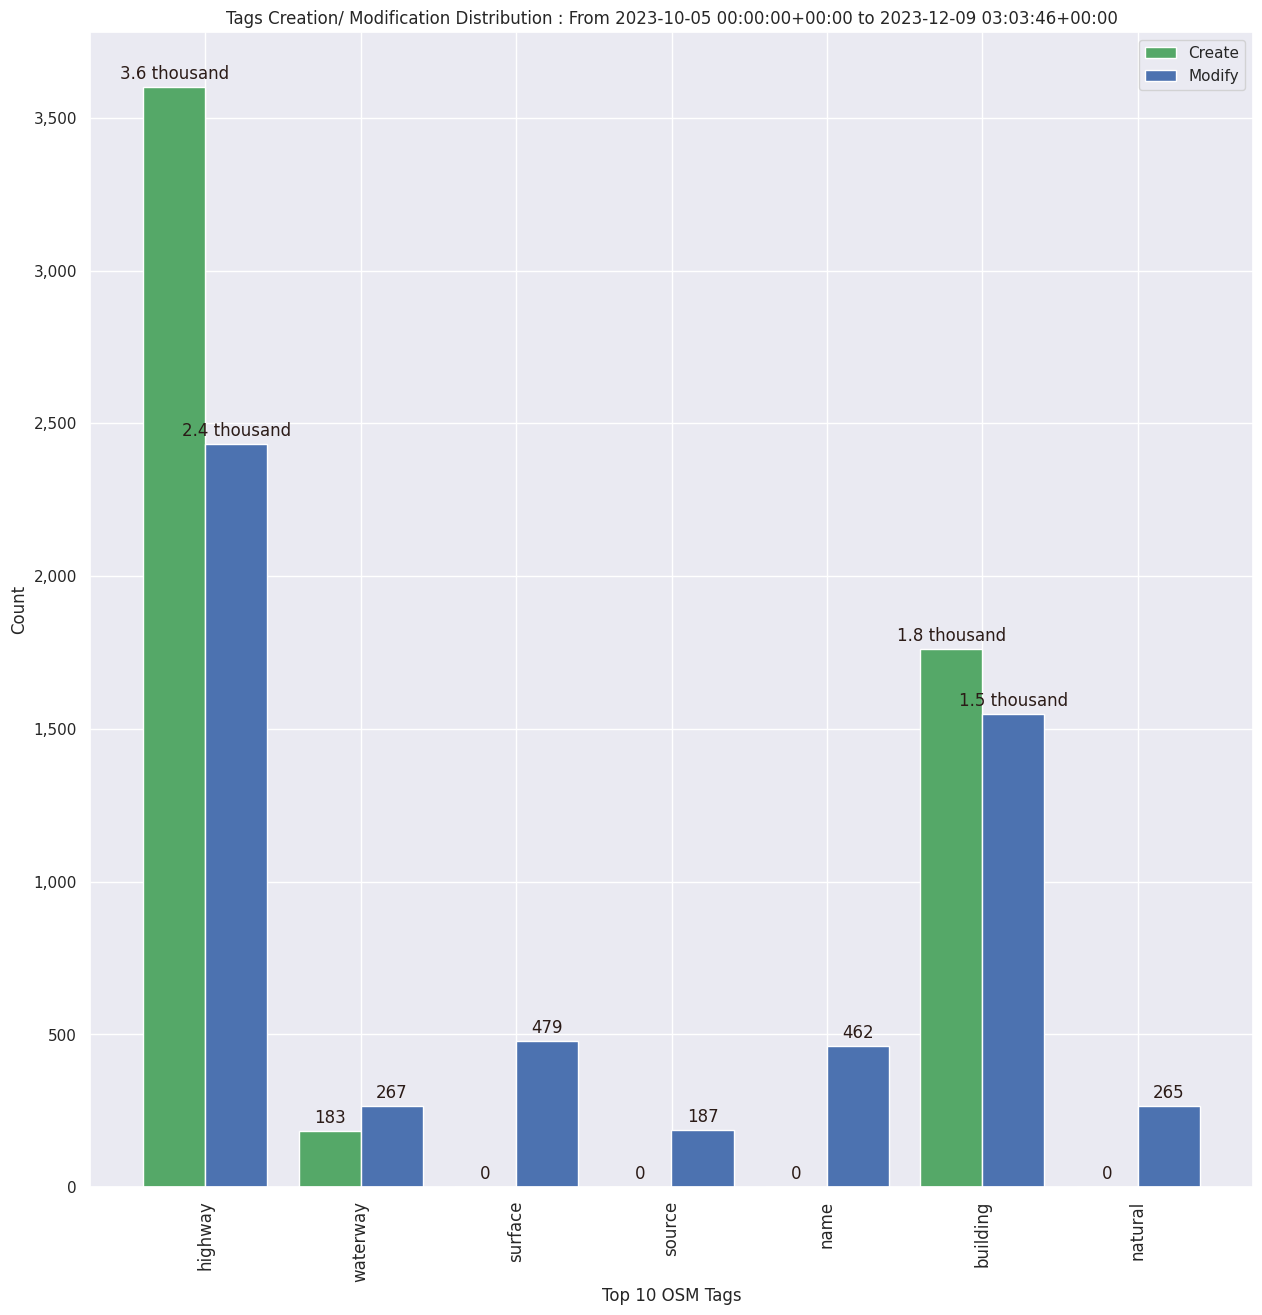 Tags Creation/ Modification Distribution : From 2023-10-05 00:00:00+00:00 to 2023-12-09 03:03:46+00:00
Create
Modify
3.6 thousand
3,500
3,000
2,500
2.4 thousand
2,000
1.8 thousand
1.5 thousand
1,500
1,000
500
479
462
267
265
183
187
0
0
0
0
0
Count
highway
waterway
surface
source
name
building
natural
Top 10 OSM Tags